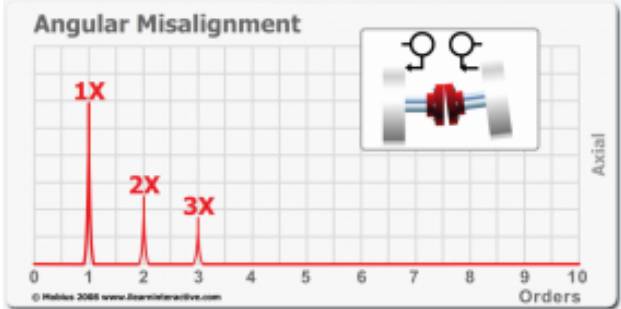 Angular Misalignment
1X
2X
3X
Axial
0 1 2 3 4 5 6 7 8 9 10
© Mobius 2008 www.ilearninteractive.com
Orders